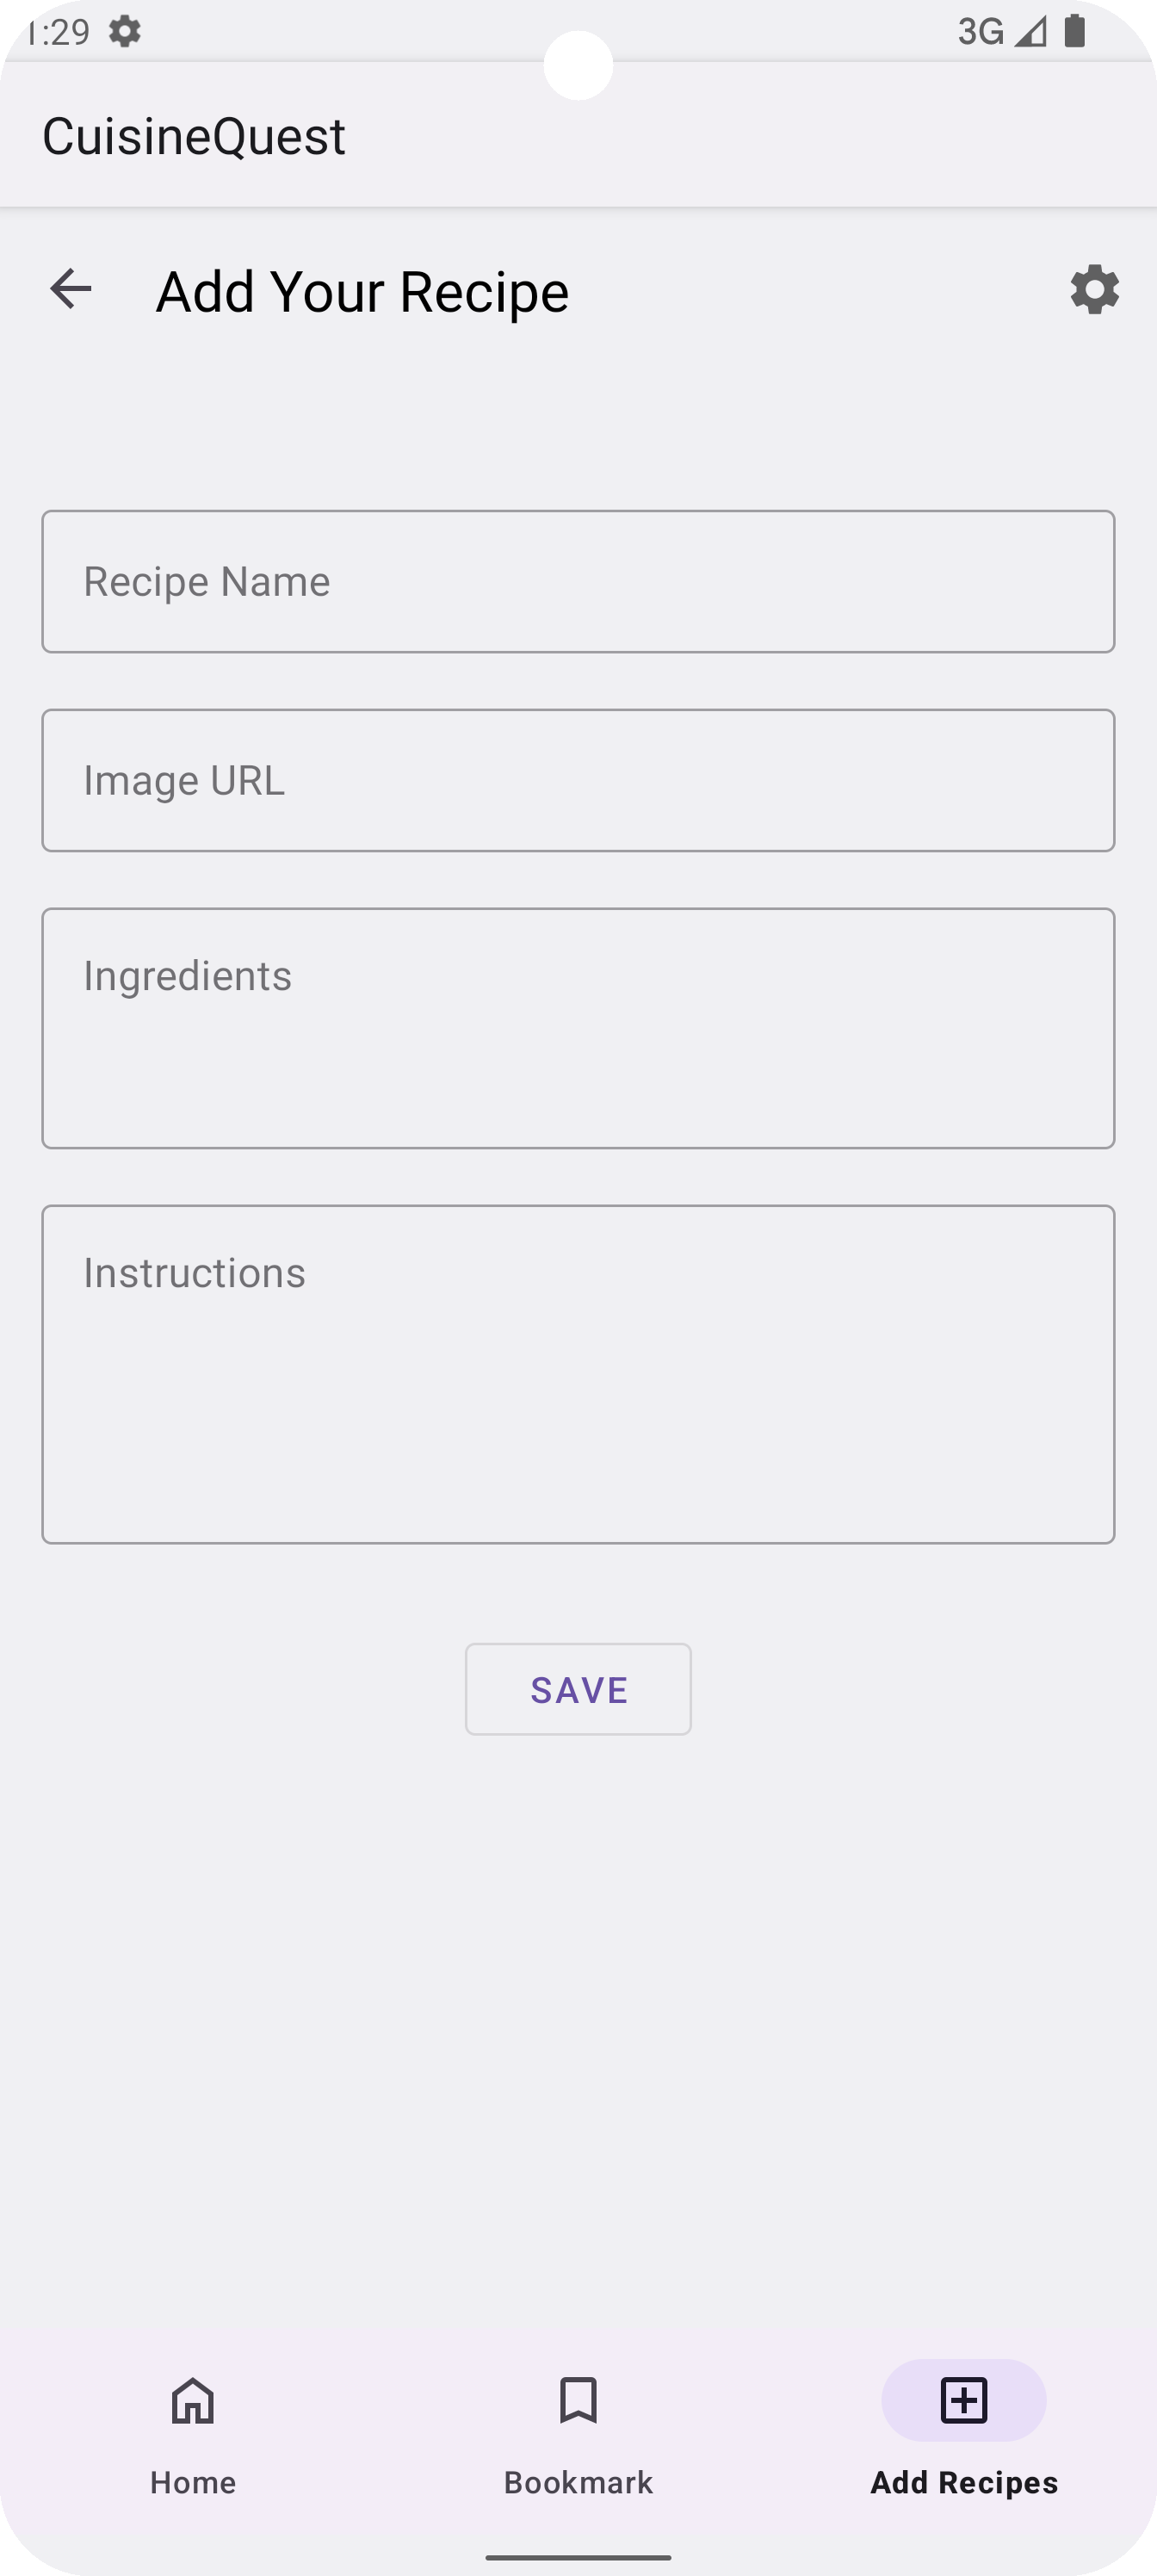 1:29
3G
CuisineQuest
Add Your Recipe
Recipe Name
Image URL
Ingredients
Instructions
SAVE
Home
Bookmark
Add Recipes